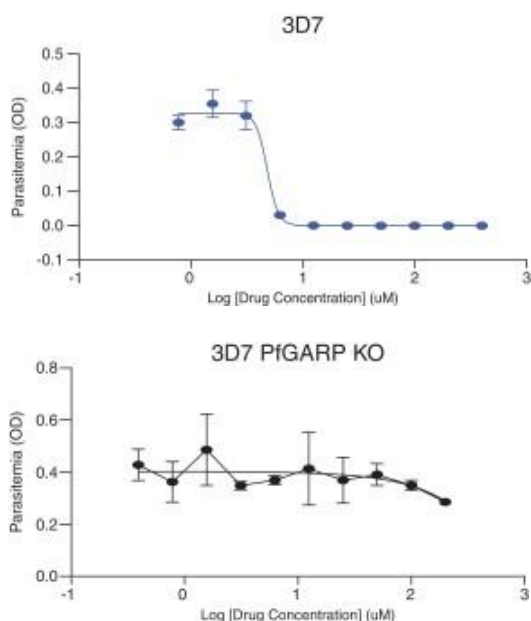 3D7
0.5
0.4
0.3
0.2
0.1
0.0
-0.1
Parasitemia (OD)
-1 0 1 2 3
Log [Drug Concentration] (uM)
3D7 PfGARP KO
0.8
0.6
0.4
0.2
0.0
Parasitemia (OD)
-1 0 1 2 3
Log [Drug Concentration] (uM)